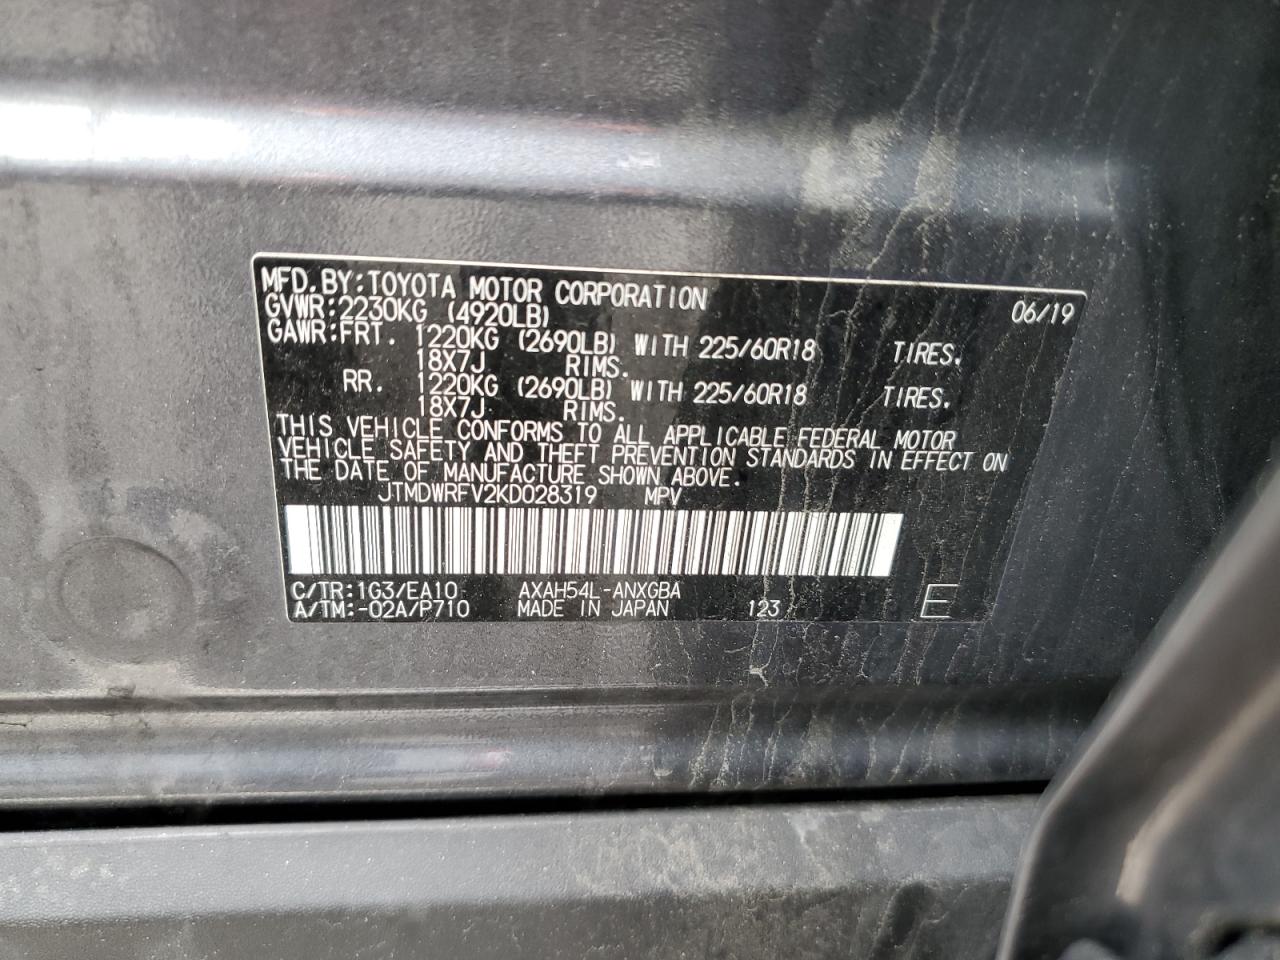 MFD.BY:TOYOTA MOTOR CORPORATION 06/19
GVWR:2230KG (4920LB)
GAWR:FRT. 1220KG (2690LB) WITH 225/60R18 TIRES.
18X7J RIMS.
RR. 1220KG (2690LB) WITH 225/60R18 TIRES.
18X7J RIMS.
THIS VEHICLE CONFORMS TO ALL APPLICABLE FEDERAL MOTOR
VEHICLE SAFETY AND THEFT PREVENTION STANDARDS IN EFFECT ON
THE DATE OF MANUFACTURE SHOWN ABOVE.
JTMDWRFV2KD028319 MPV
C/TR:1G3/EA10 AXAH54L-ANXGBA
A/TM:-02A/P710 MADE IN JAPAN 123 E